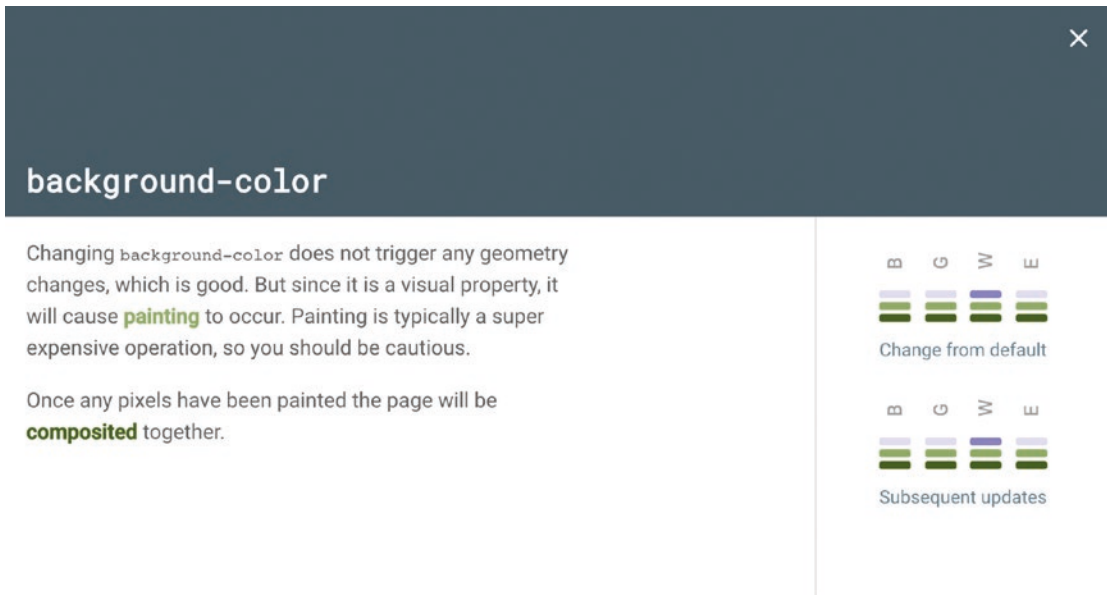 background-color
Changing background-color does not trigger any geometry
changes, which is good. But since it is a visual property, it
will cause painting to occur. Painting is typically a super
expensive operation, so you should be cautious.
Once any pixels have been painted the page will be
composited together.
B G W E
Change from default
B G W E
Subsequent updates